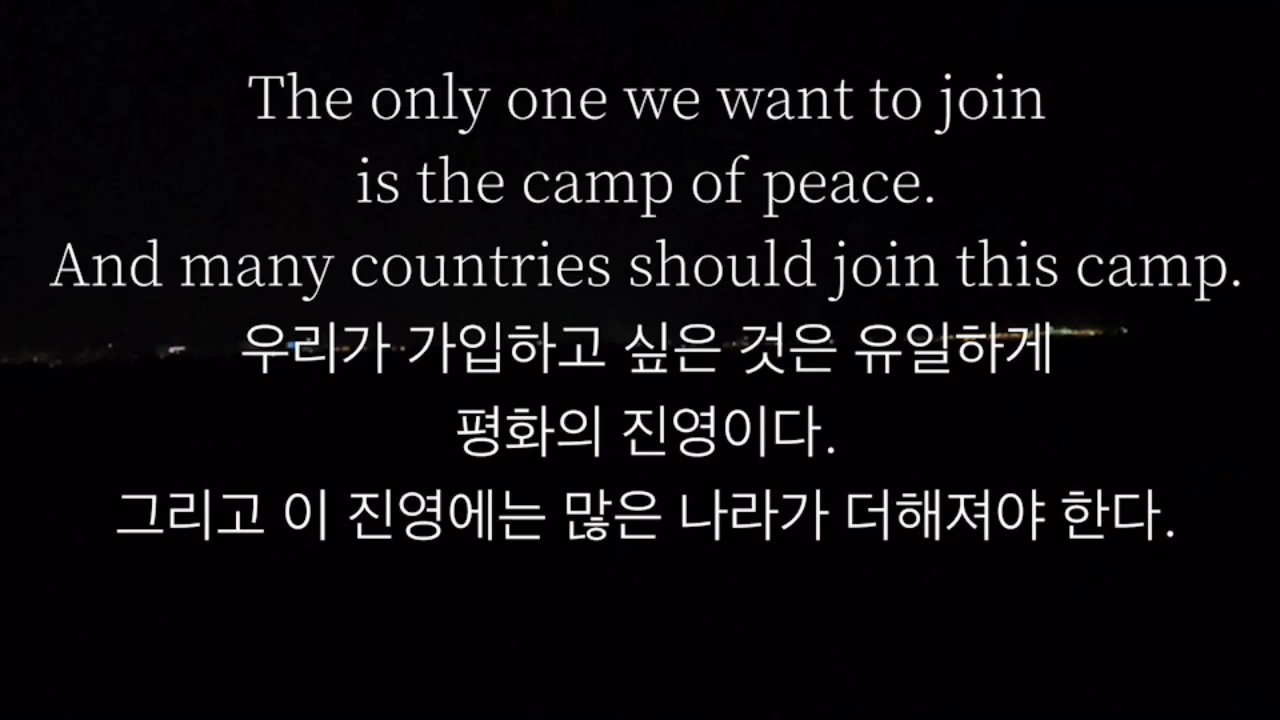 The only one we want to join
is the camp of peace.
And many countries should join this camp.
우리가 가입하고 싶은 것은 유일하게
평화의 진영이다.
그리고 이 진영에는 많은 나라가 더해져야 한다.